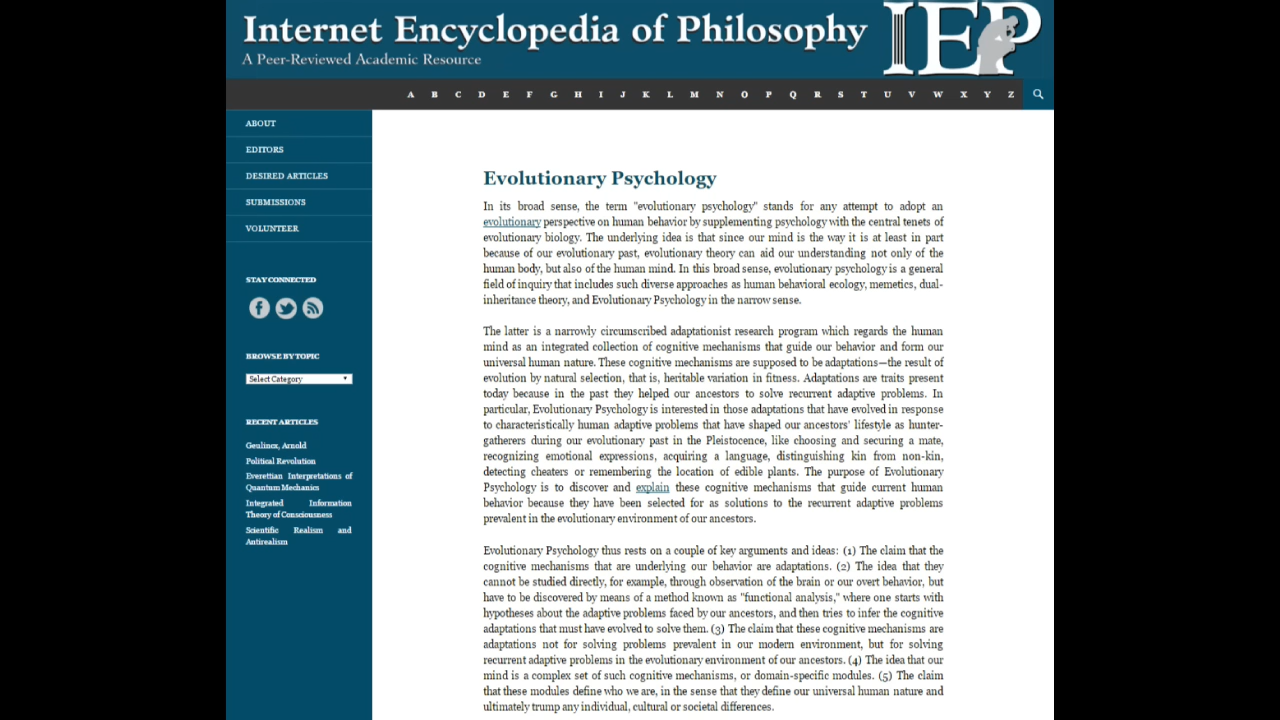 Internet Encyclopedia of Philosophy
IEP
A Peer-Reviewed Academic Resource
A B C D E F G H I J K L M N O P Q R S T U V W X Y Z
ABOUT
EDITORS
DESIRED ARTICLES
SUBMISSIONS
VOLUNTEER
STAY CONNECTED
BROWSE BY TOPIC
Select Category
RECENT ARTICLES
Geulincx, Arnold
Political Revolution
Everettian Interpretations of
Quantum Mechanics
Integrated Information
Theory of Consciousness
Scientific Realism and
Antirealism
Evolutionary Psychology
In its broad sense, the term "evolutionary psychology" stands for any attempt to adopt an
evolutionary perspective on human behavior by supplementing psychology with the central tenets of
evolutionary biology. The underlying idea is that since our mind is the way it is at least in part
because of our evolutionary past, evolutionary theory can aid our understanding not only of the
human body, but also of the human mind. In this broad sense, evolutionary psychology is a general
field of inquiry that includes such diverse approaches as human behavioral ecology, memetics, dual-
inheritance theory, and Evolutionary Psychology in the narrow sense.
The latter is a narrowly circumscribed adaptationist research program which regards the human
mind as an integrated collection of cognitive mechanisms that guide our behavior and form our
universal human nature. These cognitive mechanisms are supposed to be adaptations—the result of
evolution by natural selection, that is, heritable variation in fitness. Adaptations are traits present
today because in the past they helped our ancestors to solve recurrent adaptive problems. In
particular, Evolutionary Psychology is interested in those adaptations that have evolved in response
to characteristically human adaptive problems that have shaped our ancestors' lifestyle as hunter-
gatherers during our evolutionary past in the Pleistocence, like choosing and securing a mate,
recognizing emotional expressions, acquiring a language, distinguishing kin from non-kin,
detecting cheaters or remembering the location of edible plants. The purpose of Evolutionary
Psychology is to discover and explain these cognitive mechanisms that guide current human
behavior because they have been selected for as solutions to the recurrent adaptive problems
prevalent in the evolutionary environment of our ancestors.
Evolutionary Psychology thus rests on a couple of key arguments and ideas: (1) The claim that the
cognitive mechanisms that are underlying our behavior are adaptations. (2) The idea that they
cannot be studied directly, for example, through observation of the brain or our overt behavior, but
have to be discovered by means of a method known as "functional analysis," where one starts with
hypotheses about the adaptive problems faced by our ancestors, and then tries to infer the cognitive
adaptations that must have evolved to solve them. (3) The claim that these cognitive mechanisms are
adaptations not for solving problems prevalent in our modern environment, but for solving
recurrent adaptive problems in the evolutionary environment of our ancestors. (4) The idea that our
mind is a complex set of such cognitive mechanisms, or domain-specific modules. (5) The claim
that these modules define who we are, in the sense that they define our universal human nature and
ultimately trump any individual, cultural or societal differences.